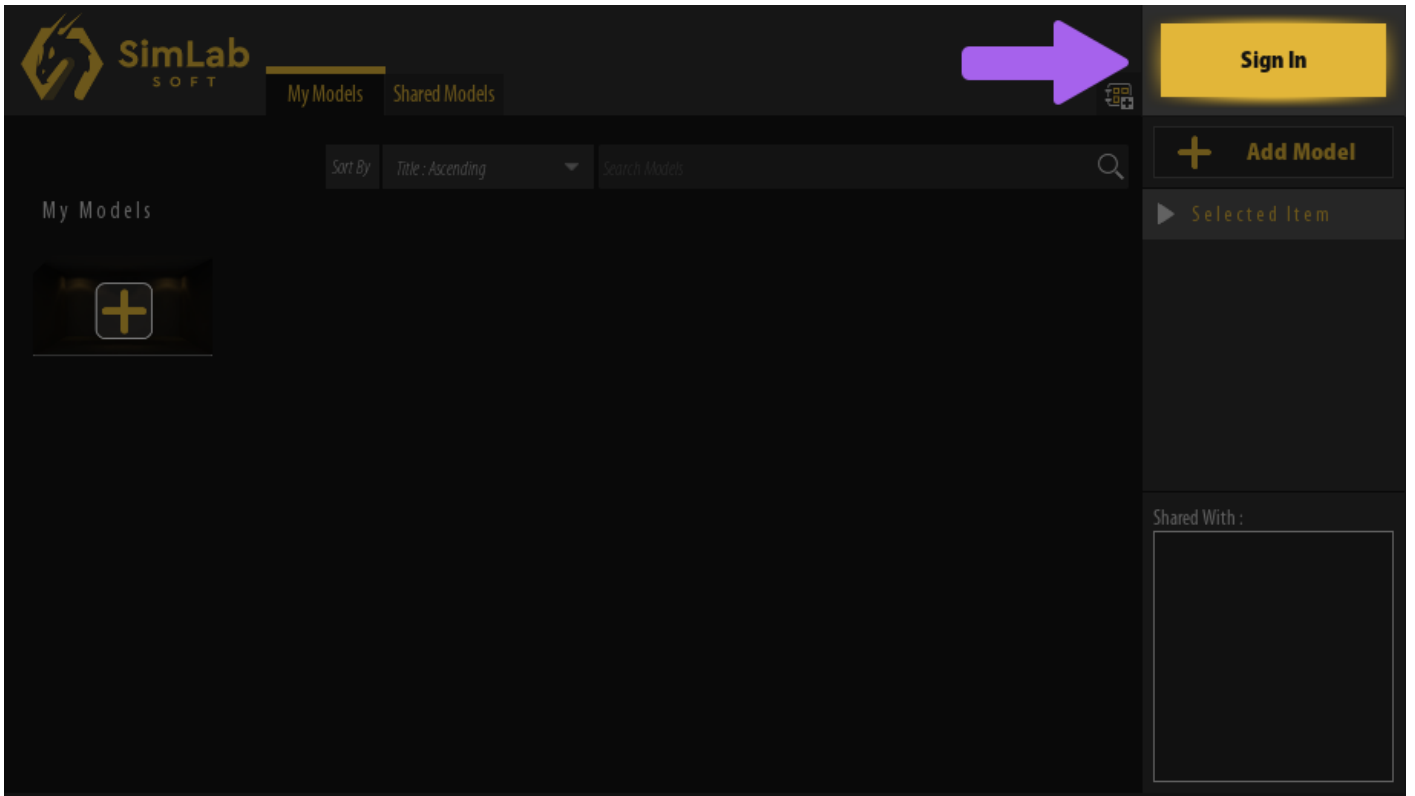 SimLab
SOFT
My Models
Shared Models
Sign In
Sort By
Title : Ascending
Search Models
Add Model
My Models
Selected Item
Shared With :